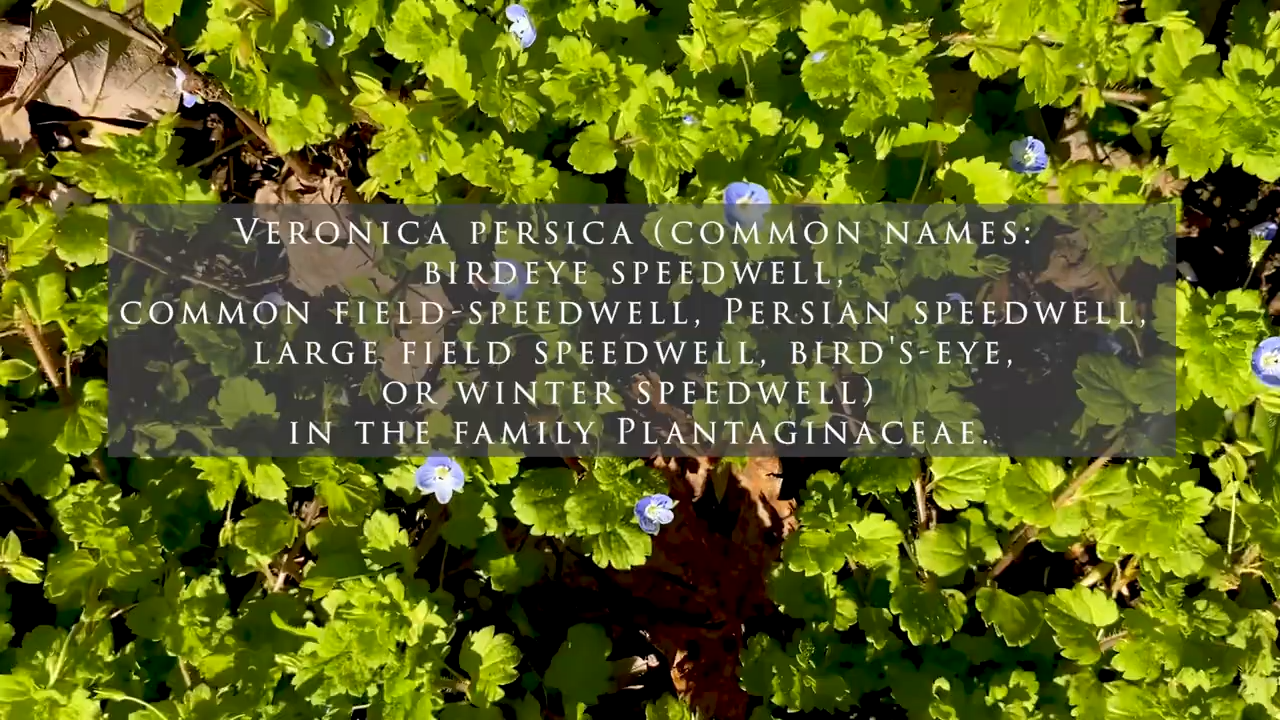 Veronica persica (common names:
birdeye speedwell,
common field-speedwell, Persian speedwell,
large field speedwell, bird's-eye,
or winter speedwell)
in the family Plantaginaceae.